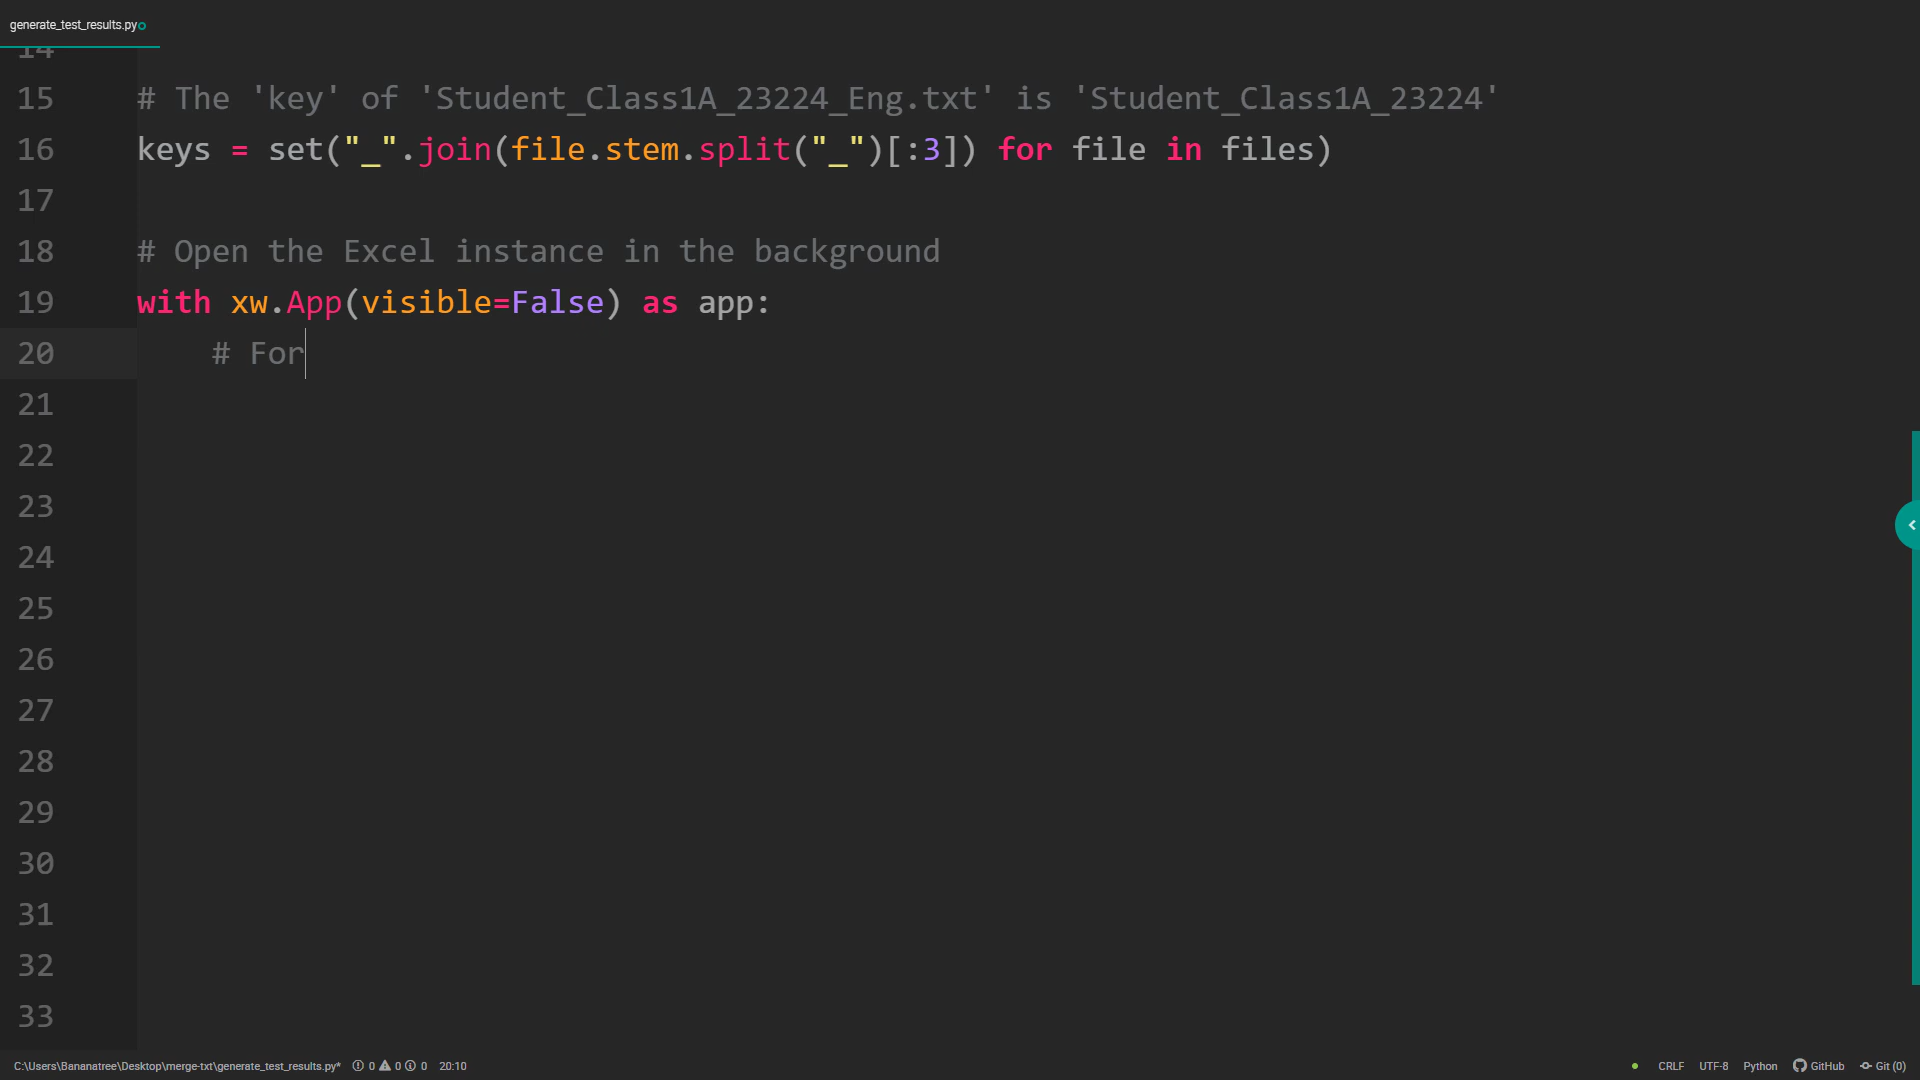 generate_test_results.py
14
15 # The 'key' of 'Student_Class1A_23224_Eng.txt' is 'Student_Class1A_23224'
16 keys = set("_".join(file.stem.split("_")[:3]) for file in files)
17
18 # Open the Excel instance in the background
19 with xw.App(visible=False) as app:
20 # For
21
22
23
24
25
26
27
28
29
30
31
32
33
C:\Users\Bananatree\Desktop\merge-txt\generate_test_results.py* 0 0 0 20:10 CRLF UTF-8 Python GitHub Git (0)